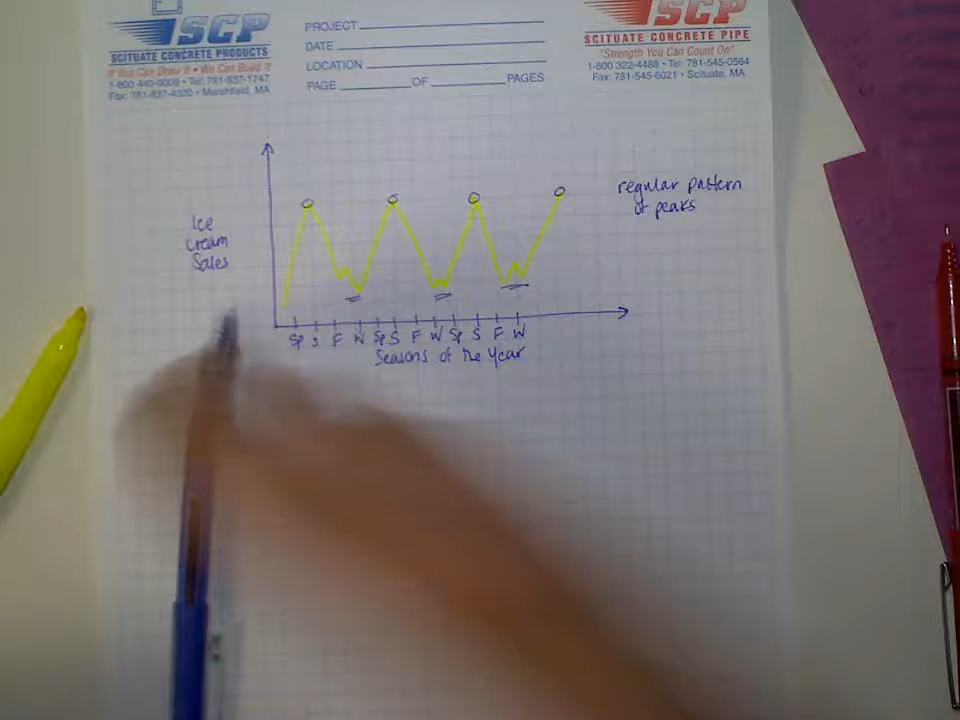 SCP
SCITUATE CONCRETE PRODUCTS
If You Can Draw It • We Can Build It
1-800 440-0009 • Tel: 781-837-1747
Fax: 781-837-4320 • Marshfield, MA
PROJECT
DATE
LOCATION
PAGE OF PAGES
SCP
SCITUATE CONCRETE PIPE
"Strength You Can Count On"
1-800 322-4488 • Tel: 781-545-0564
Fax: 781-545-6021 • Scituate, MA
regular pattern
of peaks
Ice
Cream
Sales
Sp S F W Sp S F W Sp S F W
Seasons of the Year